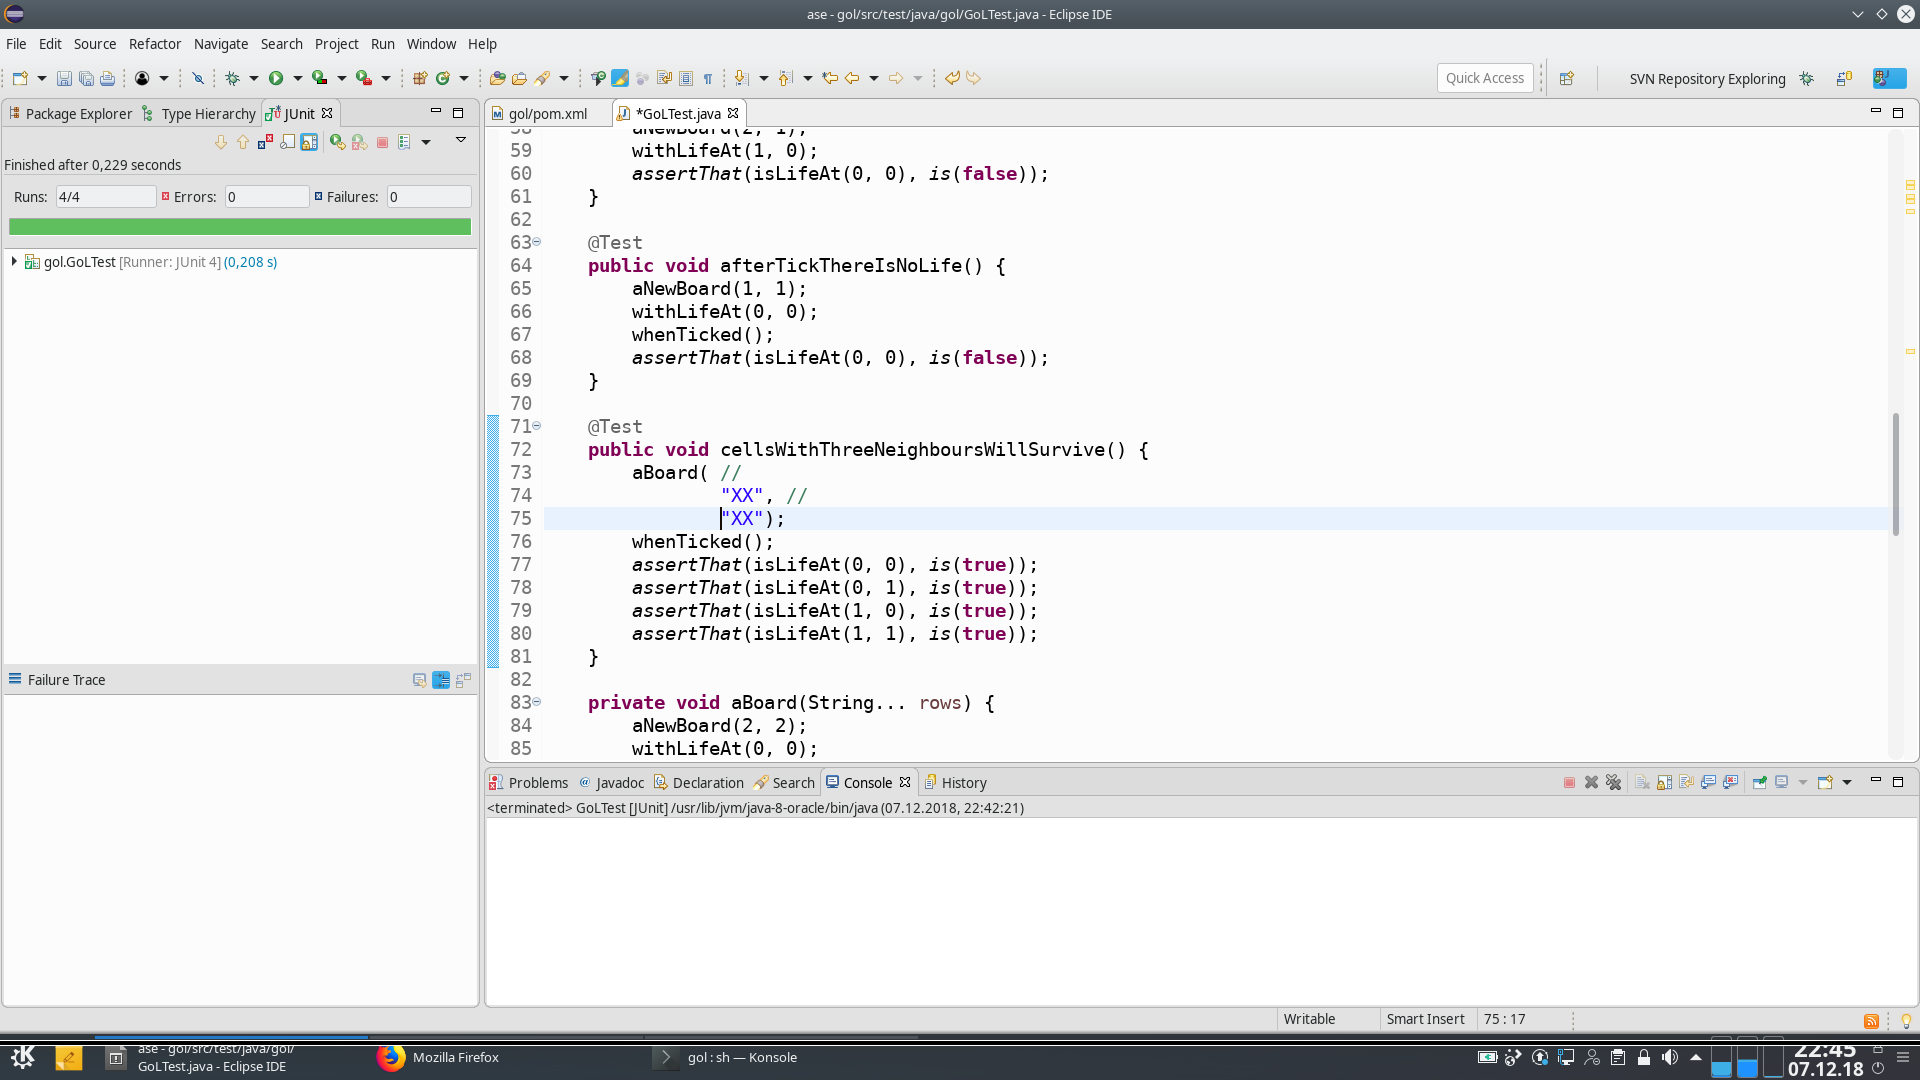 ase - gol/src/test/java/gol/GoLTest.java - Eclipse IDE
File Edit Source Refactor Navigate Search Project Run Window Help
Quick Access
SVN Repository Exploring
Package Explorer Type Hierarchy JUnit
gol/pom.xml *GoLTest.java
Finished after 0,229 seconds
Runs: 4/4 Errors: 0 Failures: 0
gol.GoLTest [Runner: JUnit 4] (0,208 s)
Failure Trace
58 aNewBoard(2, 1);
59 withLifeAt(1, 0);
60 assertThat(isLifeAt(0, 0), is(false));
61 }
62
63 @Test
64 public void afterTickThereIsNoLife() {
65 aNewBoard(1, 1);
66 withLifeAt(0, 0);
67 whenTicked();
68 assertThat(isLifeAt(0, 0), is(false));
69 }
70
71 @Test
72 public void cellsWithThreeNeighboursWillSurvive() {
73 aBoard( //
74 "XX", //
75 "XX");
76 whenTicked();
77 assertThat(isLifeAt(0, 0), is(true));
78 assertThat(isLifeAt(0, 1), is(true));
79 assertThat(isLifeAt(1, 0), is(true));
80 assertThat(isLifeAt(1, 1), is(true));
81 }
82
83 private void aBoard(String... rows) {
84 aNewBoard(2, 2);
85 withLifeAt(0, 0);
Problems Javadoc Declaration Search Console History
<terminated> GoLTest [JUnit] /usr/lib/jvm/java-8-oracle/bin/java (07.12.2018, 22:42:21)
Writable Smart Insert 75 : 17
ase - gol/src/test/java/gol/
GoLTest.java - Eclipse IDE
Mozilla Firefox
gol : sh — Konsole
22:45
07.12.18